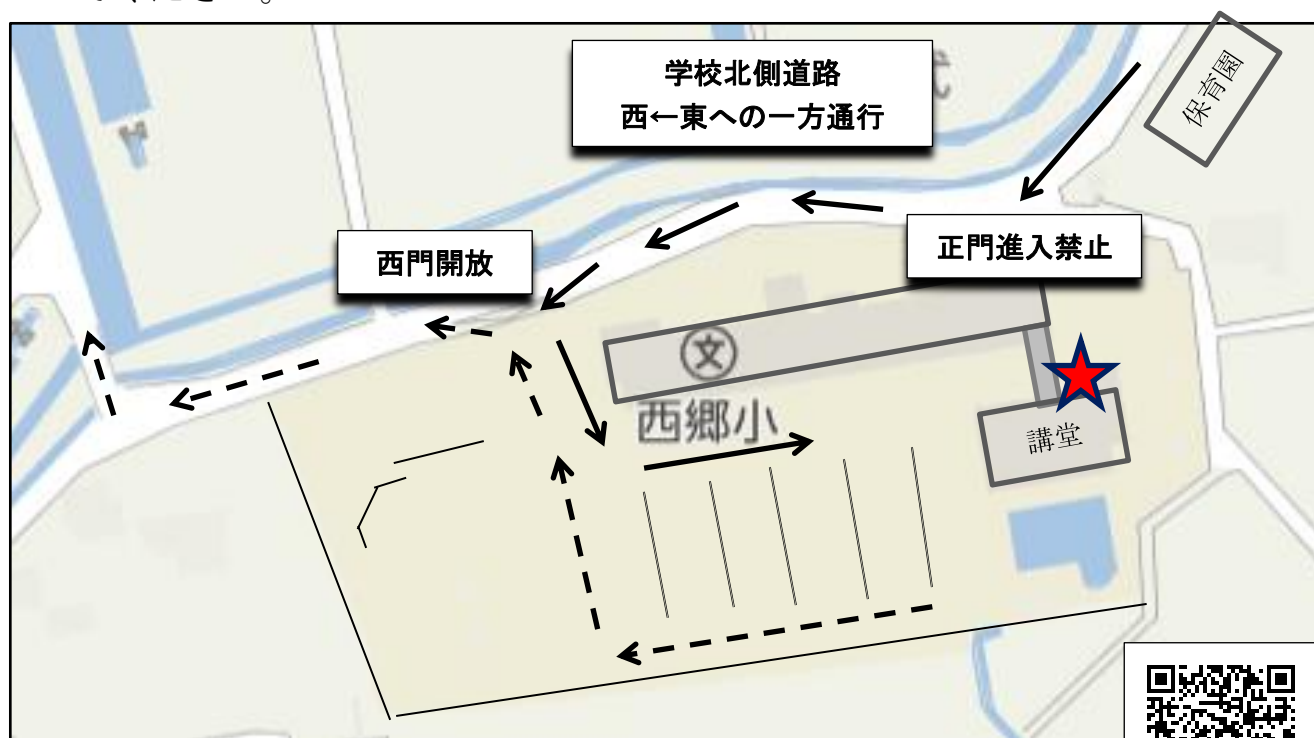 学校北側道路
西←東への一方通行
保育園
正門進入禁止
西門開放
文
西郷小
講堂